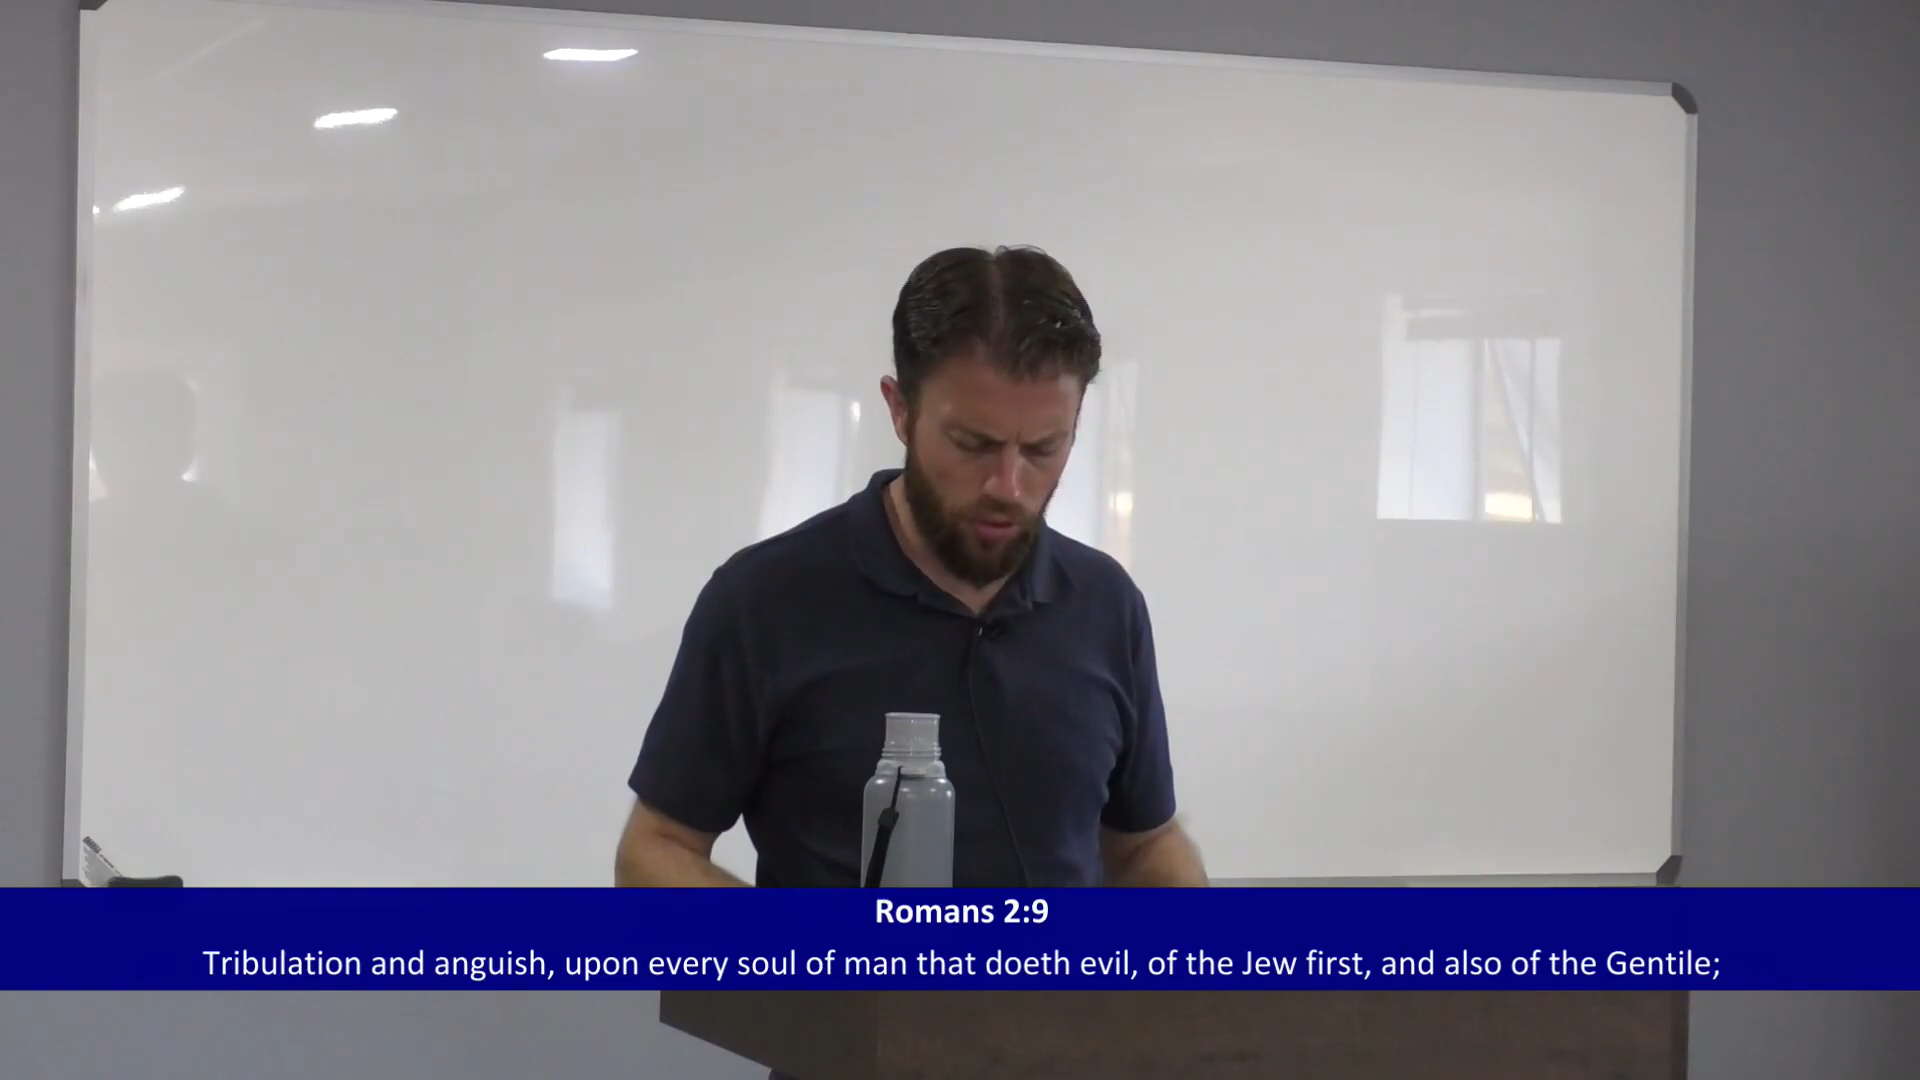 Romans 2:9
Tribulation and anguish, upon every soul of man that doeth evil, of the Jew first, and also of the Gentile;